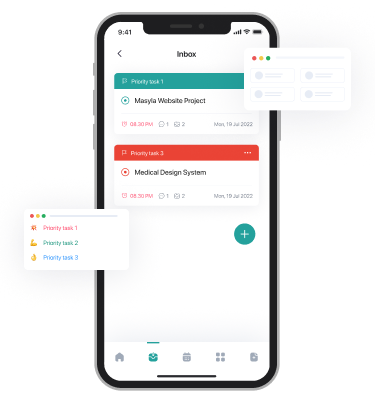 9:41
Inbox
Priority task 1
Masyla Website Project
08.30 PM 1 2 Mon, 19 Jul 2022
Priority task 3
Medical Design System
08.30 PM 1 2 Mon, 19 Jul 2022
Priority task 1
Priority task 2
Priority task 3